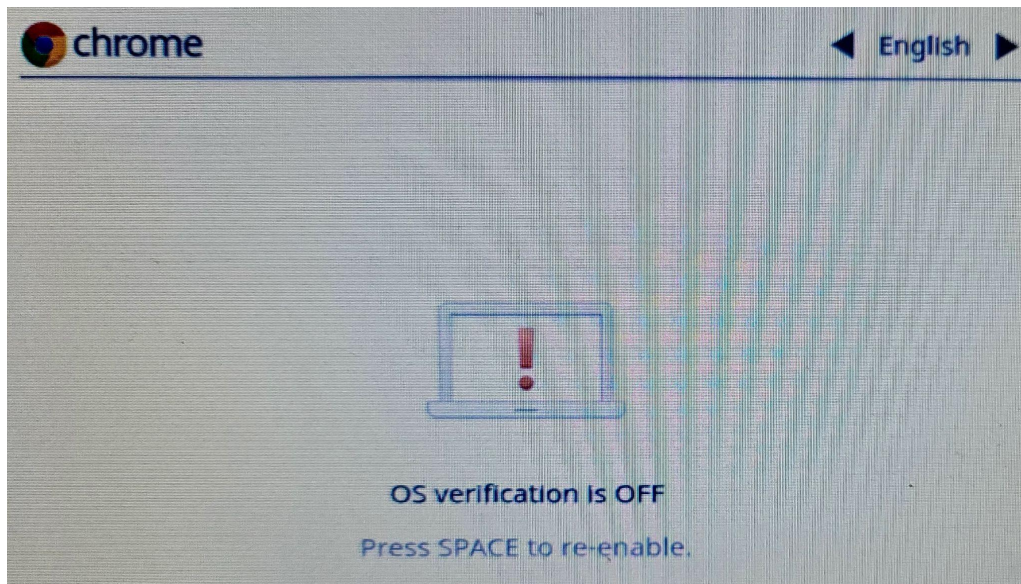 chrome
English
OS verification is OFF
Press SPACE to re-enable.